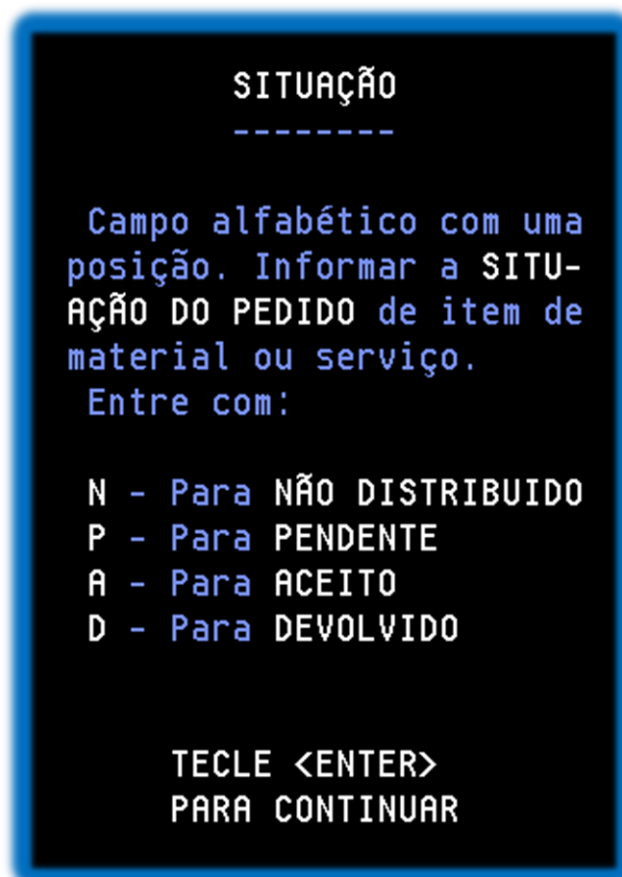 SITUAÇÃO
--------
Campo alfabético com uma
posição. Informar a SITU-
AÇÃO DO PEDIDO de item de
material ou serviço.
Entre com:
N - Para NÃO DISTRIBUIDO
P - Para PENDENTE
A - Para ACEITO
D - Para DEVOLVIDO
TECLE <ENTER>
PARA CONTINUAR